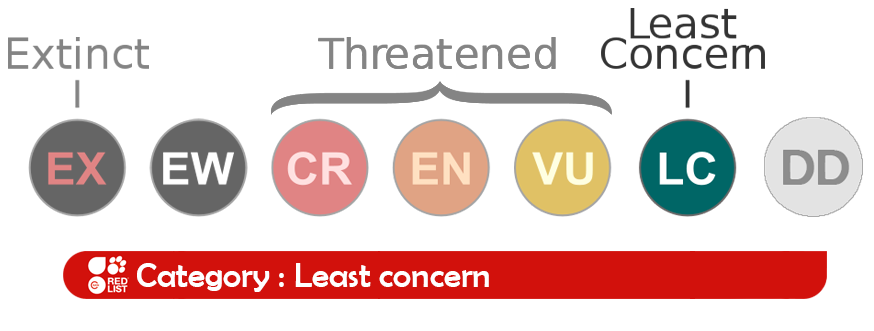 Extinct
Threatened
Least
Concern
EX
EW
CR
EN
VU
LC
DD
RED
LIST
Category : Least concern